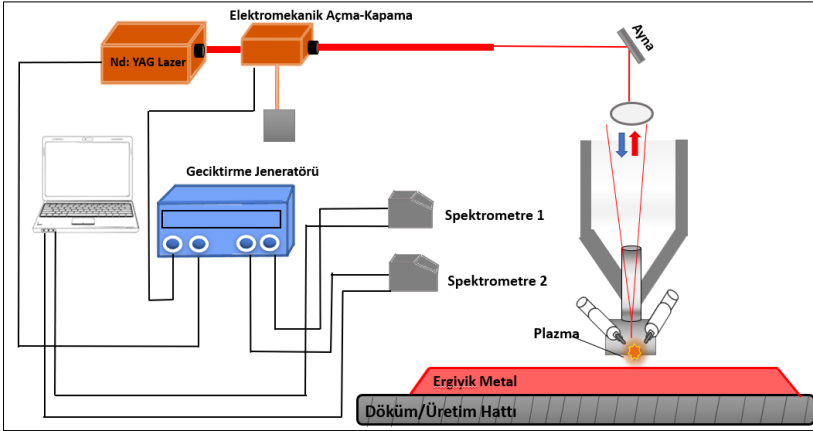 Elektromekanik Açma-Kapama
Ayna
Nd: YAG Lazer
Geciktirme Jeneratörü
Spektrometre 1
Spektrometre 2
Plazma
Ergiyik Metal
Döküm/Üretim Hattı